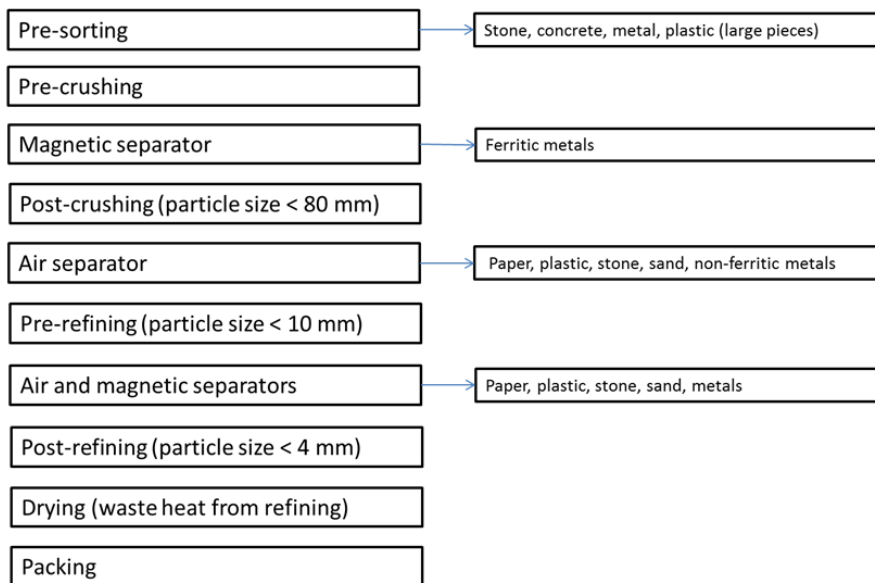 Pre-sorting
Stone, concrete, metal, plastic (large pieces)
Pre-crushing
Magnetic separator
Ferritic metals
Post-crushing (particle size < 80 mm)
Air separator
Paper, plastic, stone, sand, non-ferritic metals
Pre-refining (particle size < 10 mm)
Air and magnetic separators
Paper, plastic, stone, sand, metals
Post-refining (particle size < 4 mm)
Drying (waste heat from refining)
Packing